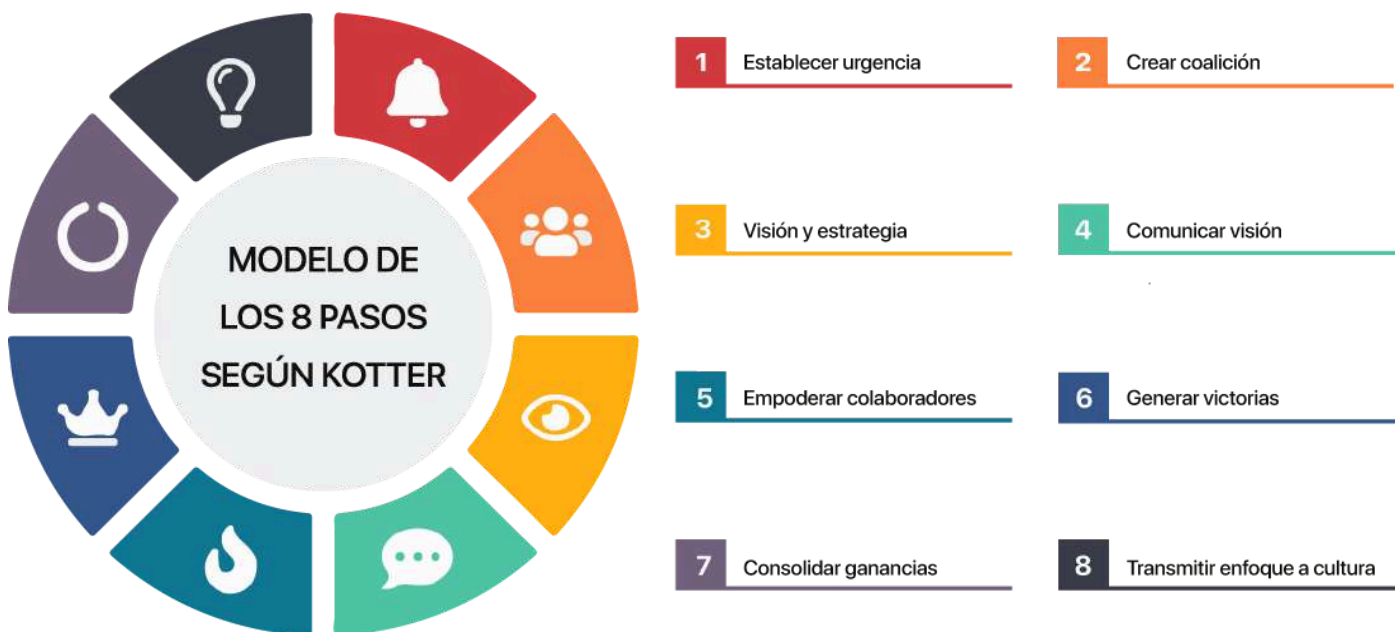 MODELO DE
LOS 8 PASOS
SEGÚN KOTTER
1 Establecer urgencia
2 Crear coalición
3 Visión y estrategia
4 Comunicar visión
5 Empoderar colaboradores
6 Generar victorias
7 Consolidar ganancias
8 Transmitir enfoque a cultura